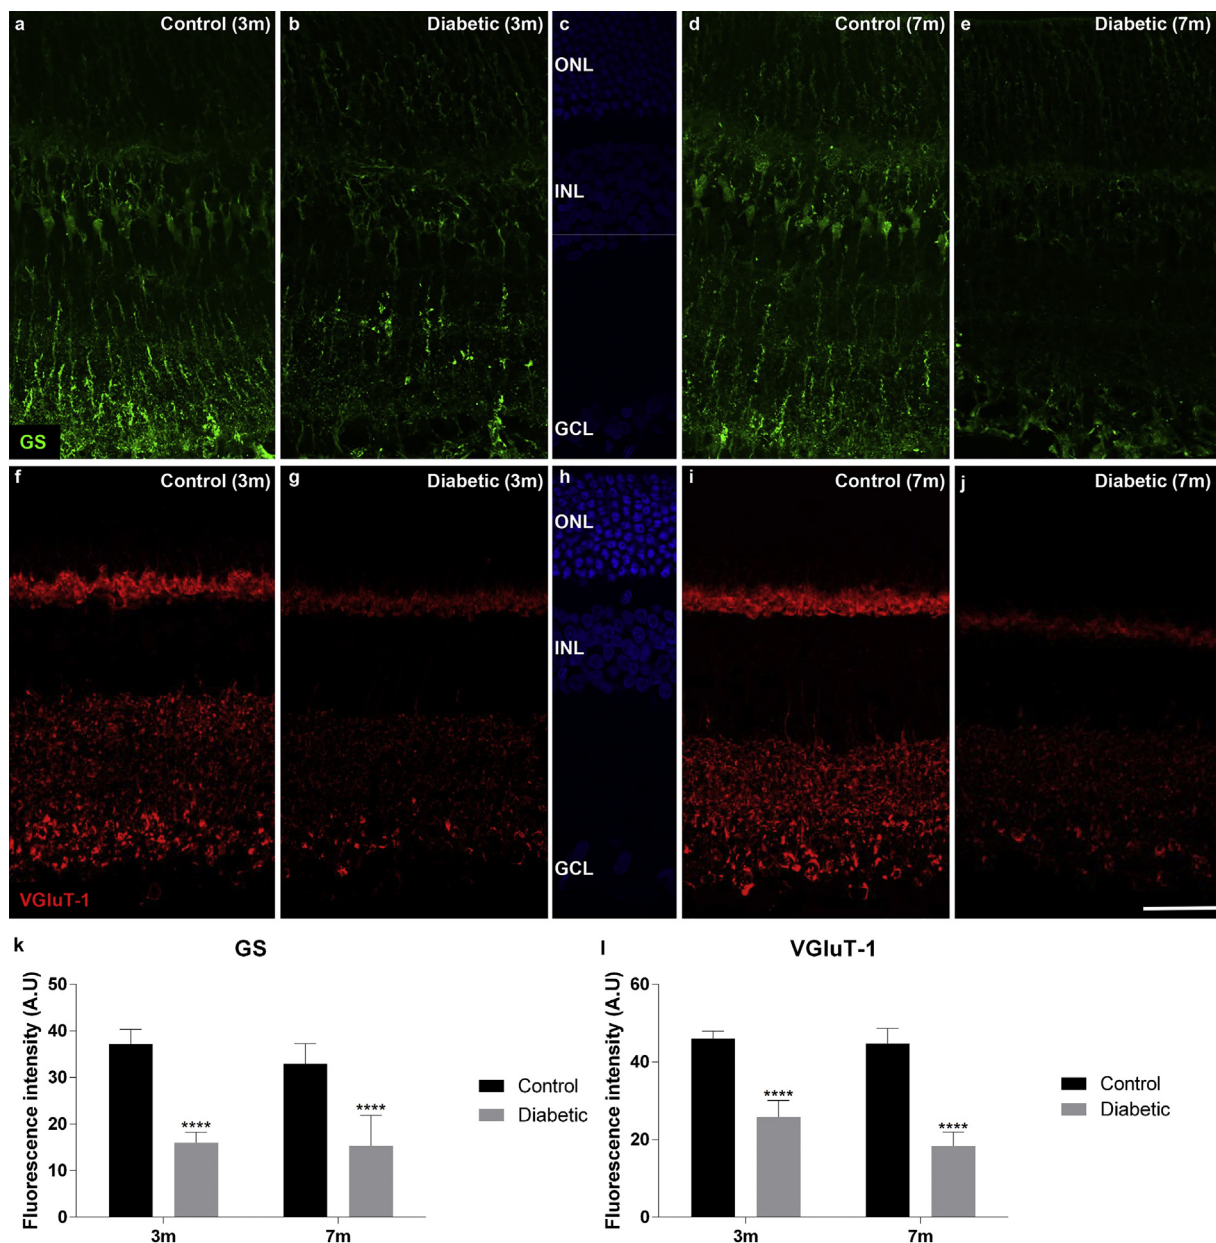 a Control (3m) b Diabetic (3m) c d Control (7m) e Diabetic (7m)
ONL
INL
GCL
GS
f Control (3m) g Diabetic (3m) h i Control (7m) j Diabetic (7m)
ONL
INL
GCL
VGluT-1
k GS
Fluorescence intensity (A.U)
50
40
30
20
10
0
**** ****
3m 7m
Control
Diabetic
l VGluT-1
Fluorescence intensity (A.U)
60
40
20
0
**** ****
3m 7m
Control
Diabetic